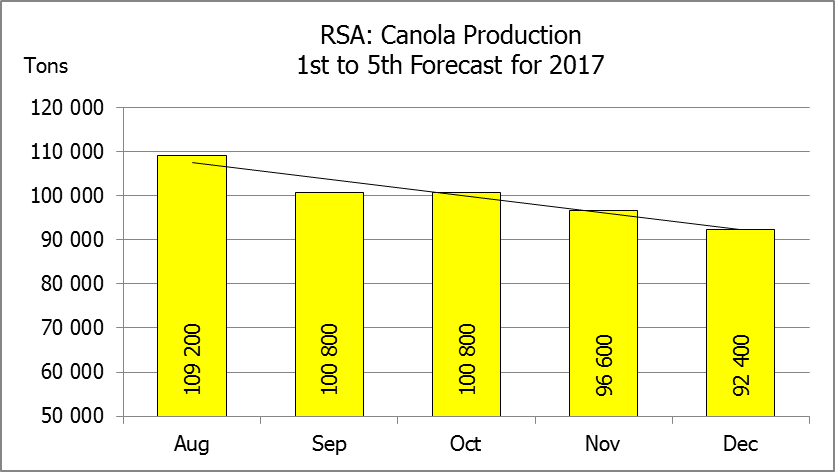 RSA: Canola Production
1st to 5th Forecast for 2017
Tons
120 000
110 000
100 000
90 000
80 000
70 000
60 000
50 000
109 200
100 800
100 800
96 600
92 400
Aug
Sep
Oct
Nov
Dec